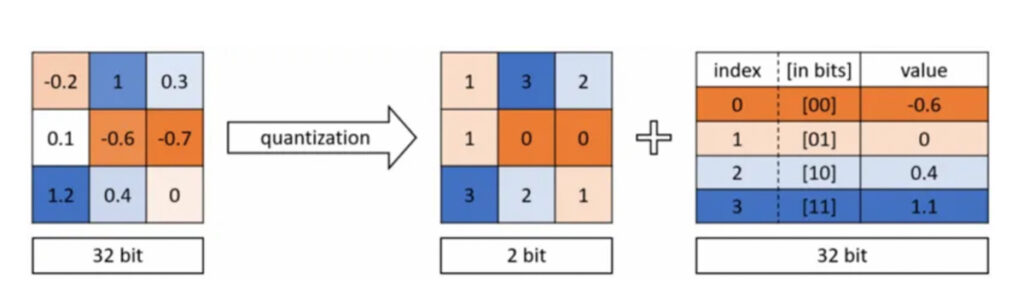 -0.2 1 0.3
0.1 -0.6 -0.7
1.2 0.4 0
32 bit
quantization
1 3 2
1 0 0
3 2 1
2 bit
index [in bits] value
0 [00] -0.6
1 [01] 0
2 [10] 0.4
3 [11] 1.1
32 bit